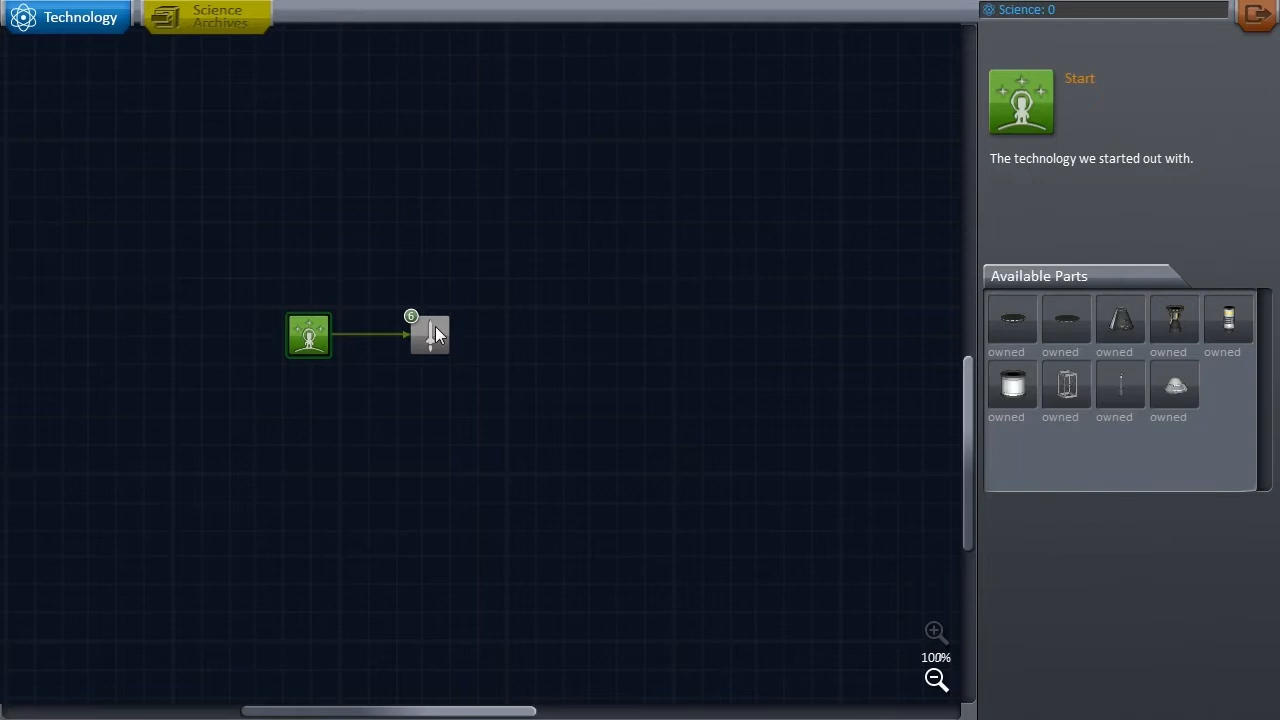 Technology
Science
Archives
Science: 0
Start
The technology we started out with.
Available Parts
owned owned owned owned owned
owned owned owned owned
6
100%